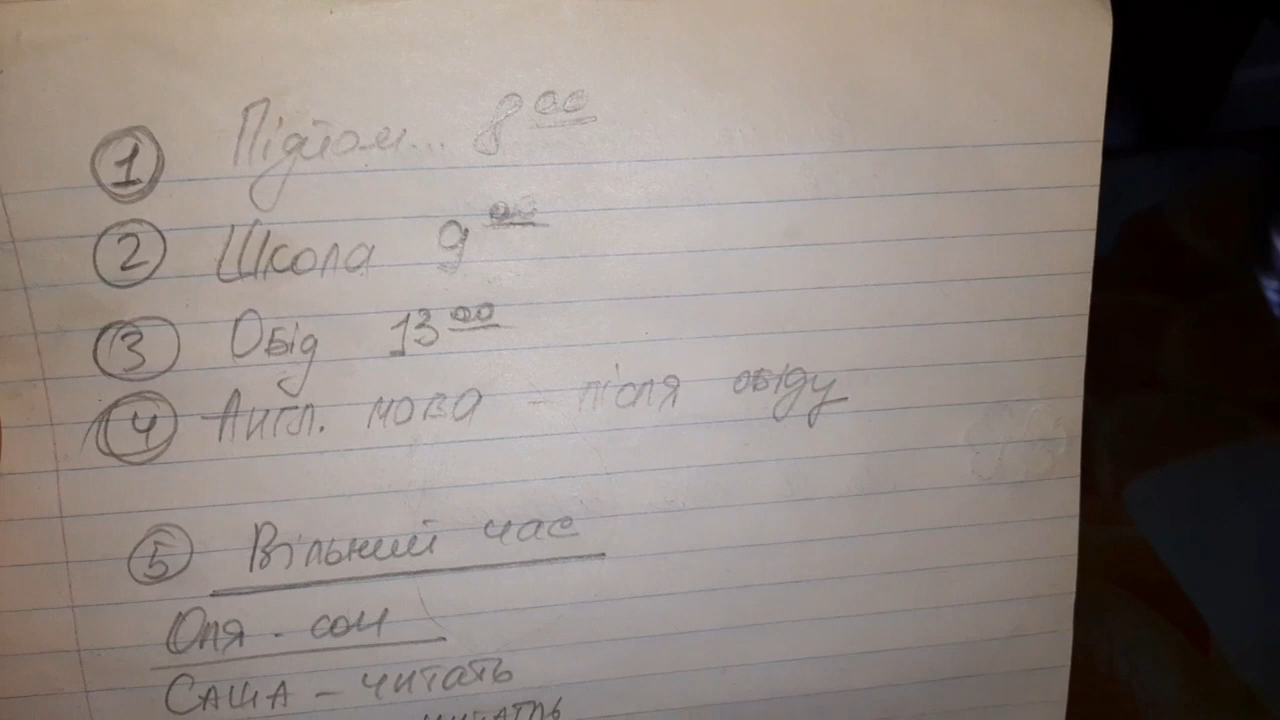 ① Підйом... 8⁰⁰
② Школа 9⁰⁰
③ Обід 13⁰⁰
④ Англ. мова - після обіду
⑤ Вільний час
Оля - сон
САША - читать
читать